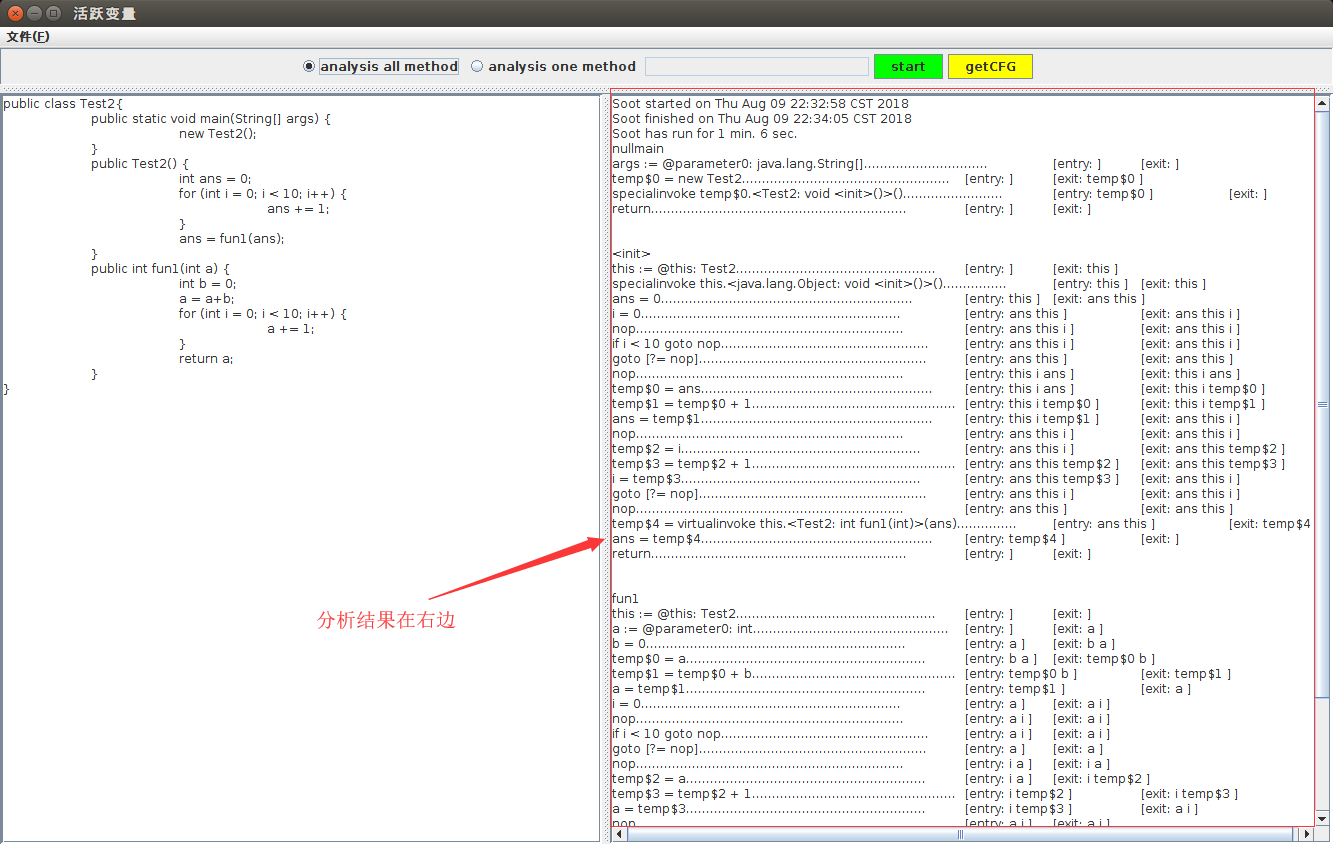 活跃变量
文件(F)
analysis all method analysis one method start getCFG
public class Test2{
public static void main(String[] args) {
new Test2();
}
public Test2() {
int ans = 0;
for (int i = 0; i < 10; i++) {
ans += 1;
}
ans = fun1(ans);
}
public int fun1(int a) {
int b = 0;
a = a+b;
for (int i = 0; i < 10; i++) {
a += 1;
}
return a;
}
}
分析结果在右边
Soot started on Thu Aug 09 22:32:58 CST 2018
Soot finished on Thu Aug 09 22:34:05 CST 2018
Soot has run for 1 min. 6 sec.
nullmain
args := @parameter0: java.lang.String[]............................... [entry: ] [exit: ]
temp$0 = new Test2.................................................... [entry: ] [exit: temp$0 ]
specialinvoke temp$0.<Test2: void <init>()>()......................... [entry: temp$0 ] [exit: ]
return................................................................ [entry: ] [exit: ]
<init>
this := @this: Test2.................................................. [entry: ] [exit: this ]
specialinvoke this.<java.lang.Object: void <init>()>()................ [entry: this ] [exit: this ]
ans = 0............................................................... [entry: this ] [exit: ans this ]
i = 0................................................................. [entry: ans this ] [exit: ans this i ]
nop................................................................... [entry: ans this i ] [exit: ans this i ]
if i < 10 goto nop.................................................... [entry: ans this i ] [exit: ans this i ]
goto [?= nop]......................................................... [entry: ans this ] [exit: ans this ]
nop................................................................... [entry: this i ans ] [exit: this i ans ]
temp$0 = ans.......................................................... [entry: this i ans ] [exit: this i temp$0 ]
temp$1 = temp$0 + 1................................................... [entry: this i temp$0 ] [exit: this i temp$1 ]
ans = temp$1.......................................................... [entry: this i temp$1 ] [exit: ans this i ]
nop................................................................... [entry: ans this i ] [exit: ans this i ]
temp$2 = i............................................................ [entry: ans this i ] [exit: ans this temp$2 ]
temp$3 = temp$2 + 1................................................... [entry: ans this temp$2 ] [exit: ans this temp$3 ]
i = temp$3............................................................ [entry: ans this temp$3 ] [exit: ans this i ]
goto [?= nop]......................................................... [entry: ans this i ] [exit: ans this i ]
nop................................................................... [entry: ans this ] [exit: ans this ]
temp$4 = virtualinvoke this.<Test2: int fun1(int)>(ans)............... [entry: ans this ] [exit: temp$4
ans = temp$4.......................................................... [entry: temp$4 ] [exit: ]
return................................................................ [entry: ] [exit: ]
fun1
this := @this: Test2.................................................. [entry: ] [exit: ]
a := @parameter0: int................................................. [entry: ] [exit: a ]
b = 0................................................................. [entry: a ] [exit: b a ]
temp$0 = a............................................................ [entry: b a ] [exit: temp$0 b ]
temp$1 = temp$0 + b................................................... [entry: temp$0 b ] [exit: temp$1 ]
a = temp$1............................................................ [entry: temp$1 ] [exit: a ]
i = 0................................................................. [entry: a ] [exit: a i ]
nop................................................................... [entry: a i ] [exit: a i ]
if i < 10 goto nop.................................................... [entry: a i ] [exit: a i ]
goto [?= nop]......................................................... [entry: a ] [exit: a ]
nop................................................................... [entry: i a ] [exit: i a ]
temp$2 = a............................................................ [entry: i a ] [exit: i temp$2 ]
temp$3 = temp$2 + 1................................................... [entry: i temp$2 ] [exit: i temp$3 ]
a = temp$3............................................................ [entry: i temp$3 ] [exit: a i ]
nop................................................................... [entry: a i ] [exit: a i ]